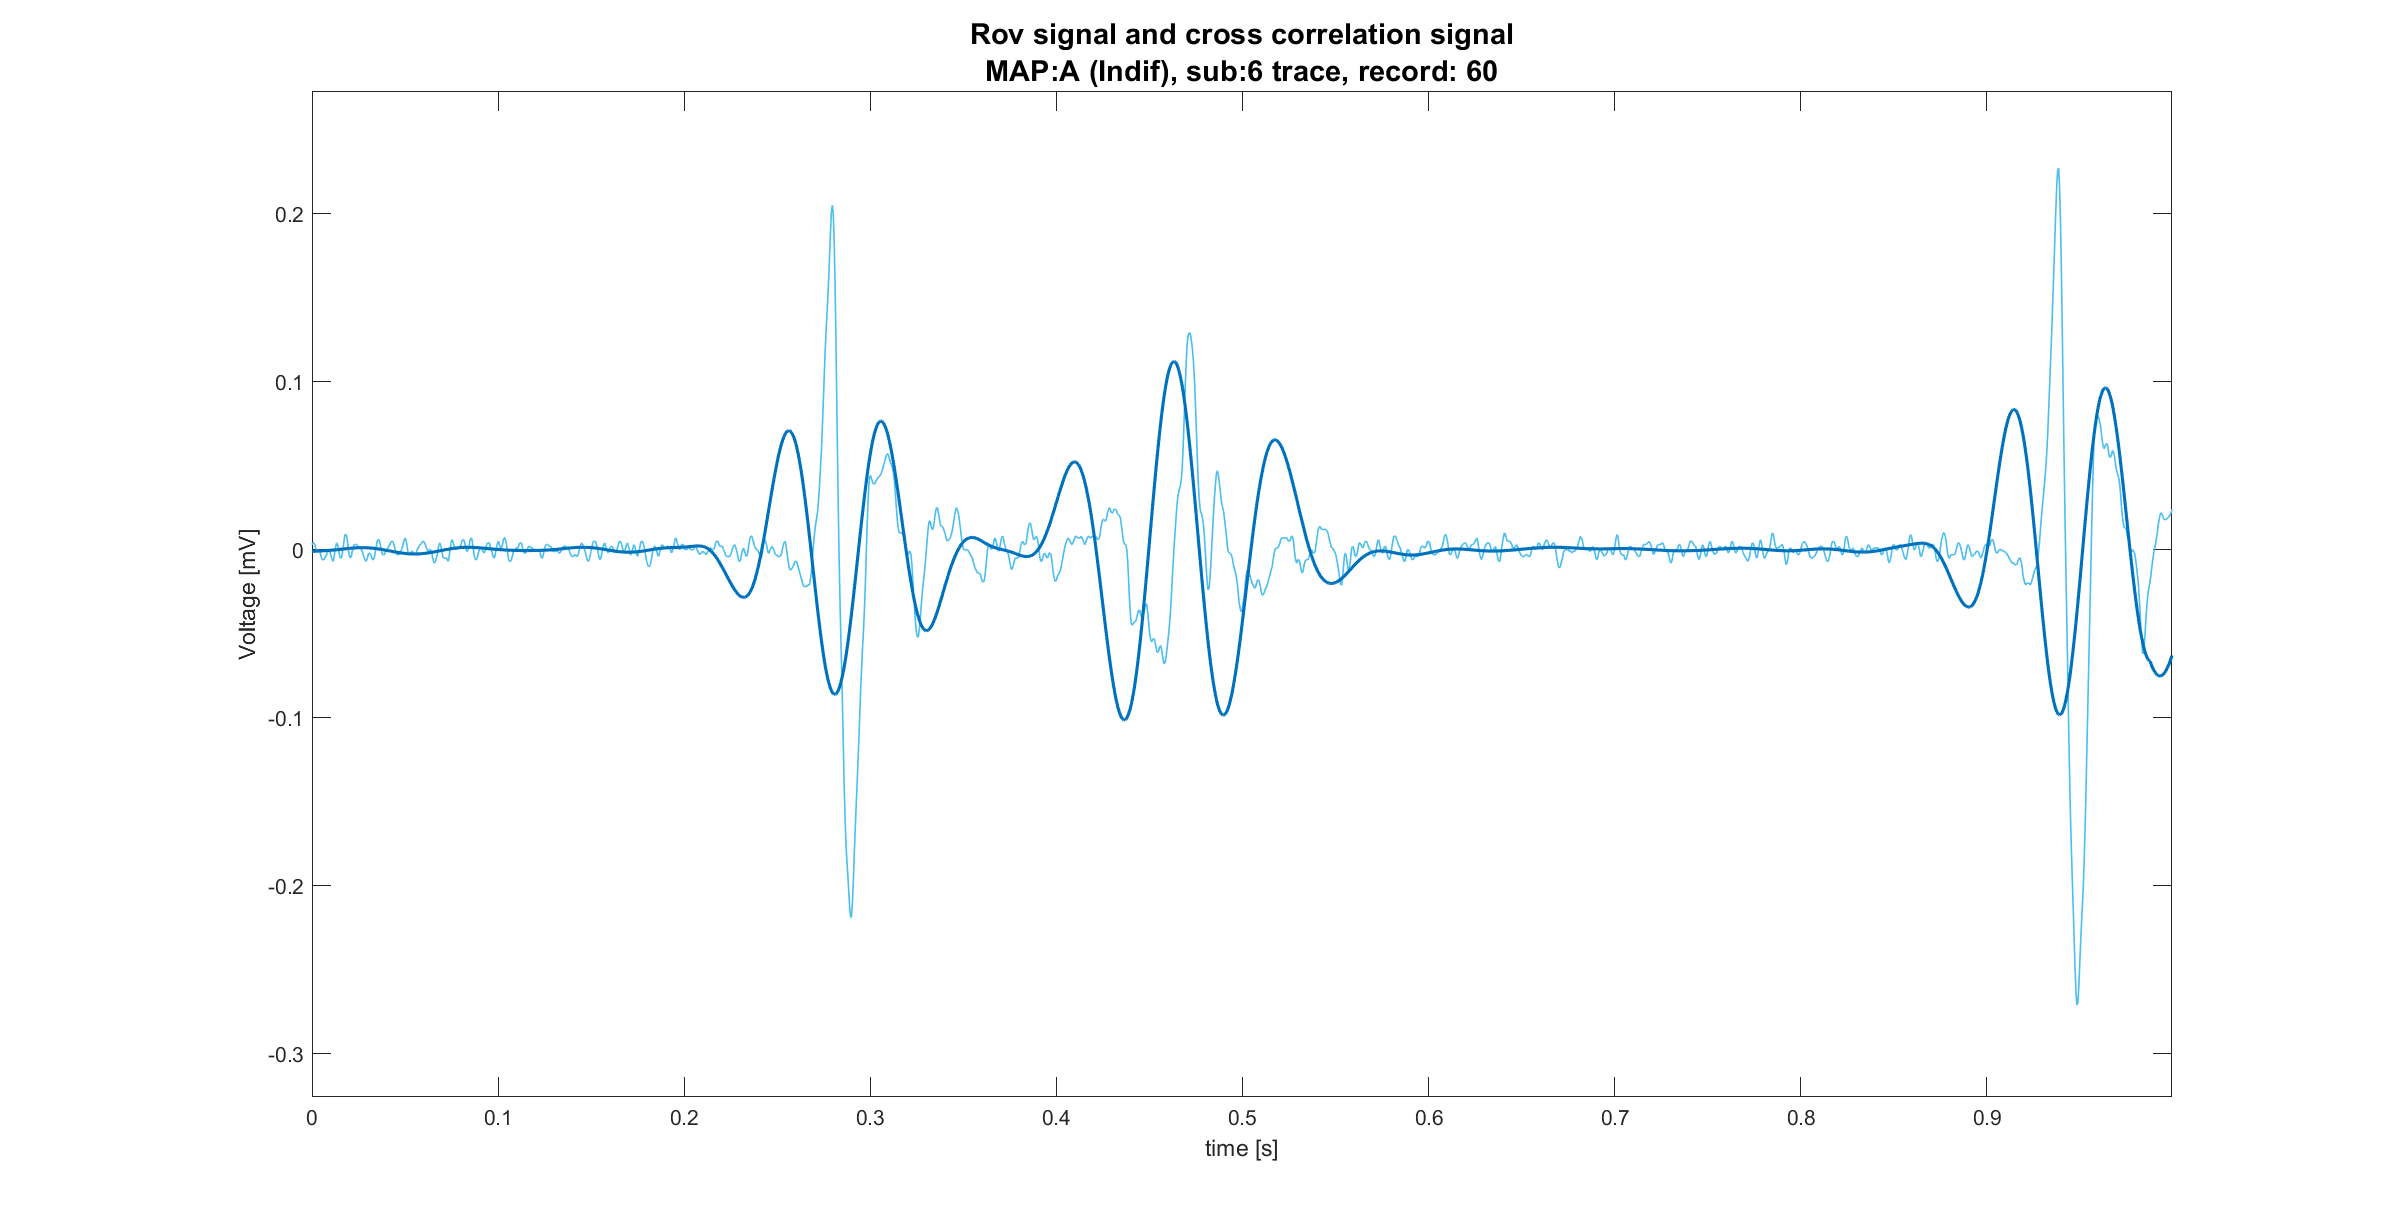 Rov signal and cross correlation signal
MAP:A (Indif), sub:6 trace, record: 60
Voltage [mV]
0.2
0.1
0
-0.1
-0.2
-0.3
0 0.1 0.2 0.3 0.4 0.5 0.6 0.7 0.8 0.9
time [s]